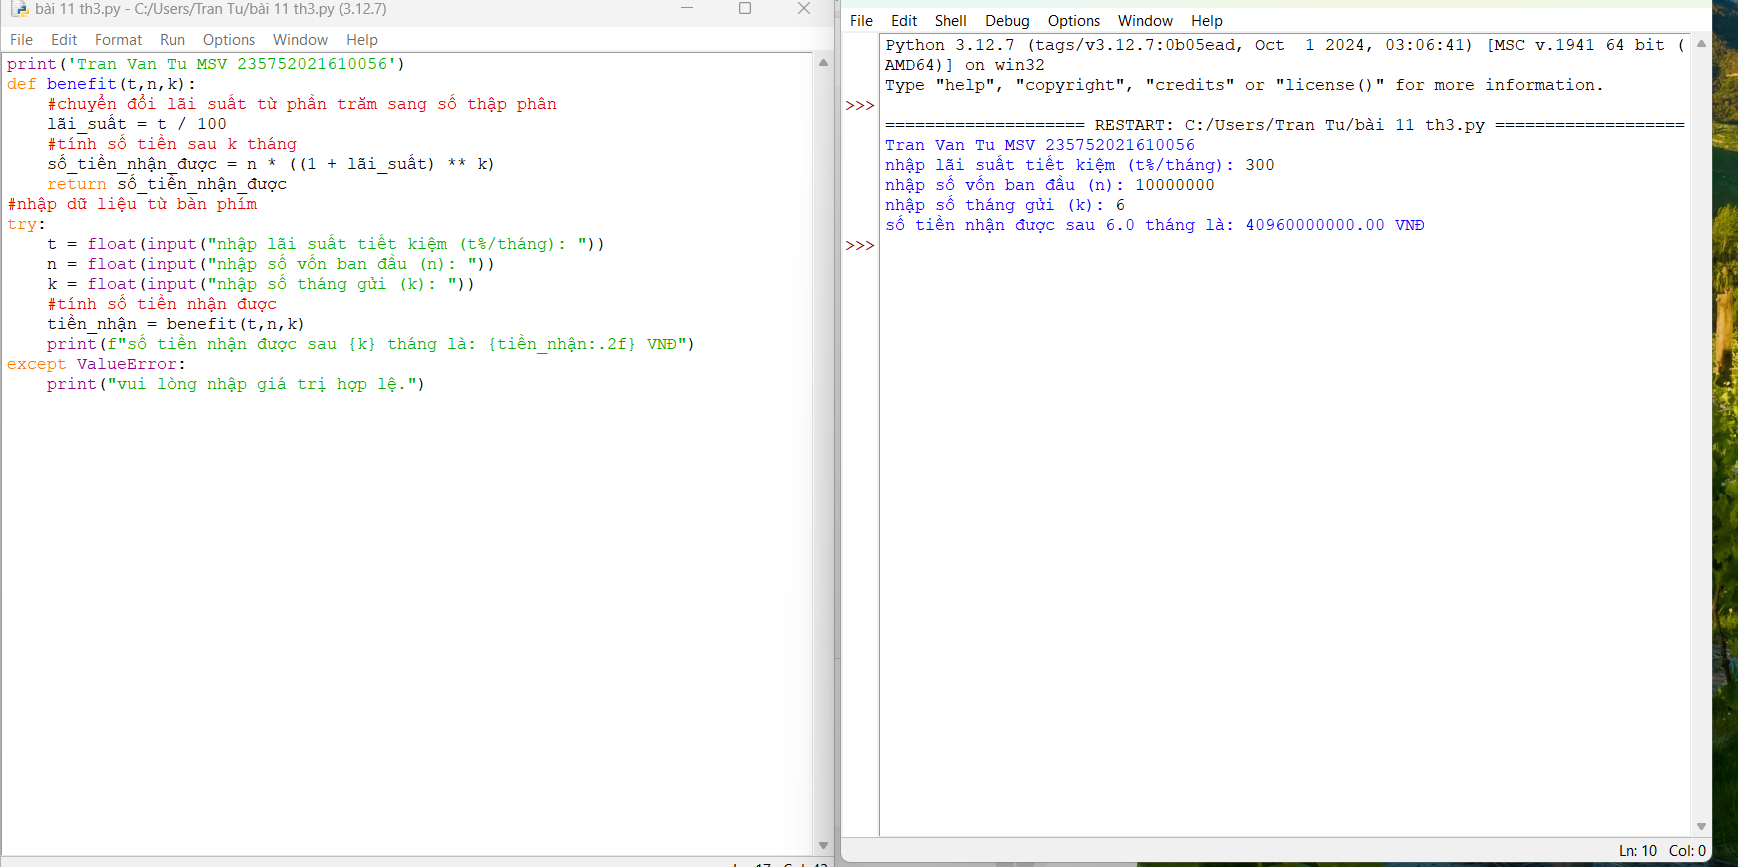 bài 11 th3.py - C:/Users/Tran Tu/bài 11 th3.py (3.12.7)
File Edit Format Run Options Window Help
print('Tran Van Tu MSV 235752021610056')
def benefit(t,n,k):
    #chuyển đổi lãi suất từ phần trăm sang số thập phân
    lãi_suất = t / 100
    #tính số tiền sau k tháng
    số_tiền_nhận_được = n * ((1 + lãi_suất) ** k)
    return số_tiền_nhận_được
#nhập dữ liệu từ bàn phím
try:
    t = float(input("nhập lãi suất tiết kiệm (t%/tháng): "))
    n = float(input("nhập số vốn ban đầu (n): "))
    k = float(input("nhập số tháng gửi (k): "))
    #tính số tiền nhận được
    tiền_nhận = benefit(t,n,k)
    print(f"số tiền nhận được sau {k} tháng là: {tiền_nhận:.2f} VNĐ")
except ValueError:
    print("vui lòng nhập giá trị hợp lệ.")
File Edit Shell Debug Options Window Help
Python 3.12.7 (tags/v3.12.7:0b05ead, Oct  1 2024, 03:06:41) [MSC v.1941 64 bit (
AMD64)] on win32
Type "help", "copyright", "credits" or "license()" for more information.
>>>
==================== RESTART: C:/Users/Tran Tu/bài 11 th3.py ===================
Tran Van Tu MSV 235752021610056
nhập lãi suất tiết kiệm (t%/tháng): 300
nhập số vốn ban đầu (n): 10000000
nhập số tháng gửi (k): 6
số tiền nhận được sau 6.0 tháng là: 40960000000.00 VNĐ
>>>
Ln: 10 Col: 0